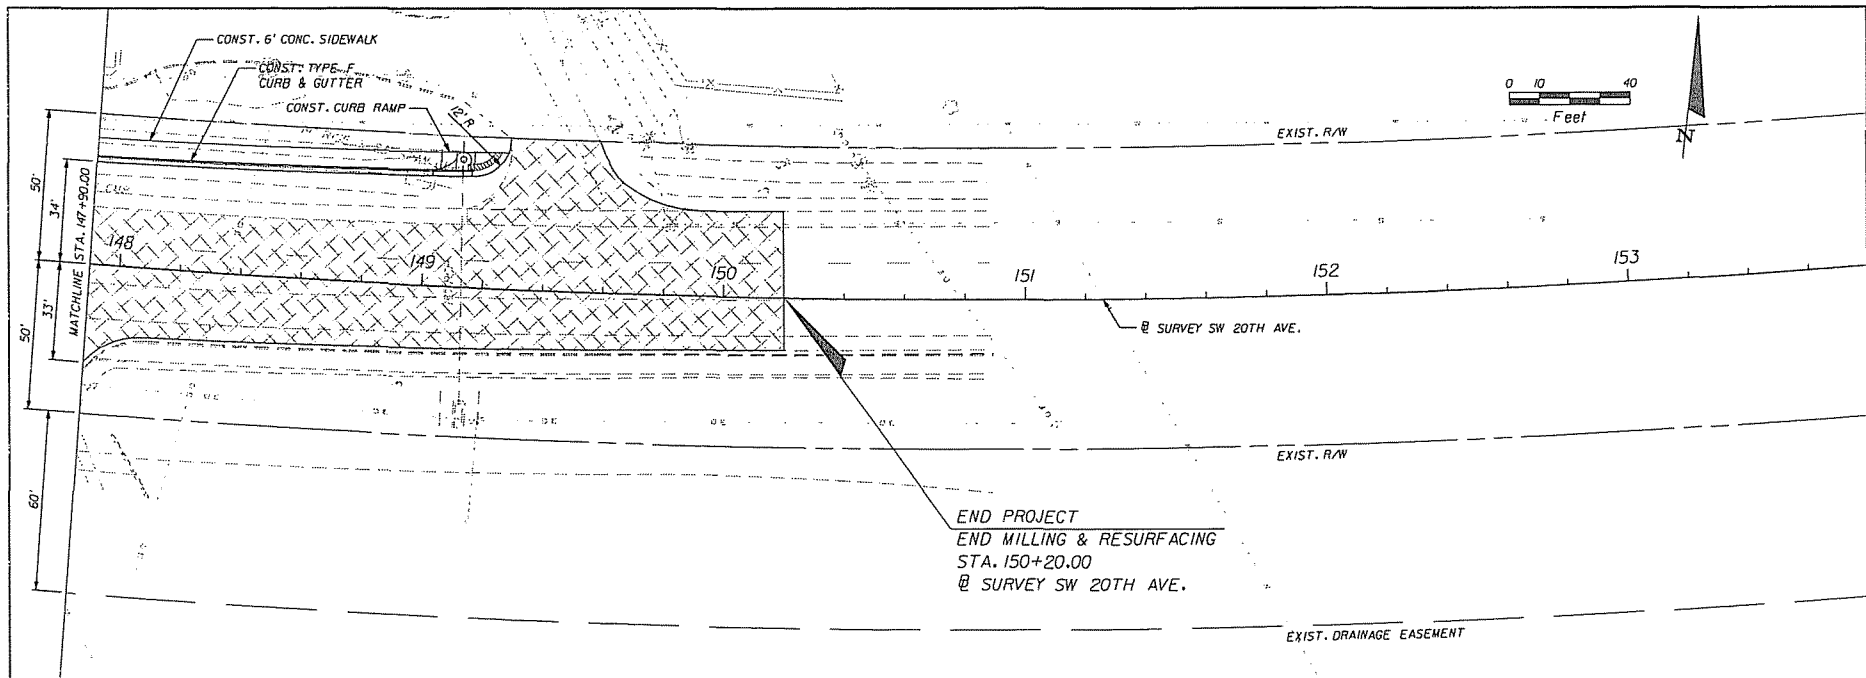 CONST. 6' CONC. SIDEWALK
CONST. TYPE F
CURB & GUTTER
CONST. CURB RAMP
12' R
0 10 40
Feet
N
EXIST. R/W
50'
34'
MATCHLINE STA. 147+90.00
33'
50'
60'
148
149
150
151
152
153
℄ SURVEY SW 20TH AVE.
EXIST. R/W
END PROJECT
END MILLING & RESURFACING
STA. 150+20.00
℄ SURVEY SW 20TH AVE.
EXIST. DRAINAGE EASEMENT